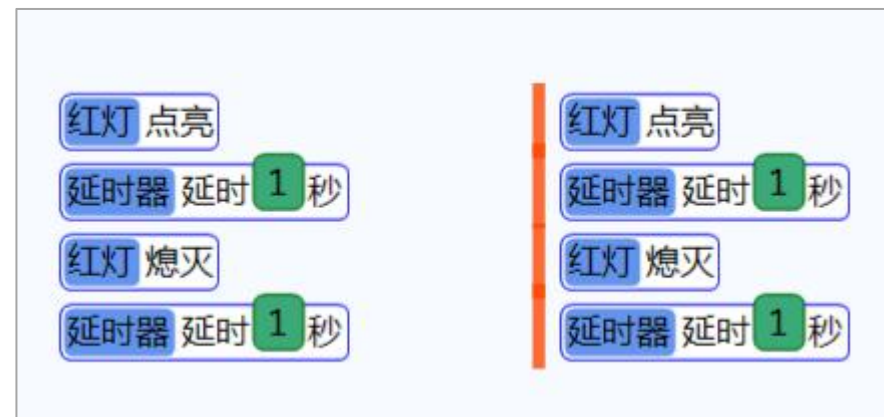 红灯 点亮
延时器 延时 1 秒
红灯 熄灭
延时器 延时 1 秒
红灯 点亮
延时器 延时 1 秒
红灯 熄灭
延时器 延时 1 秒